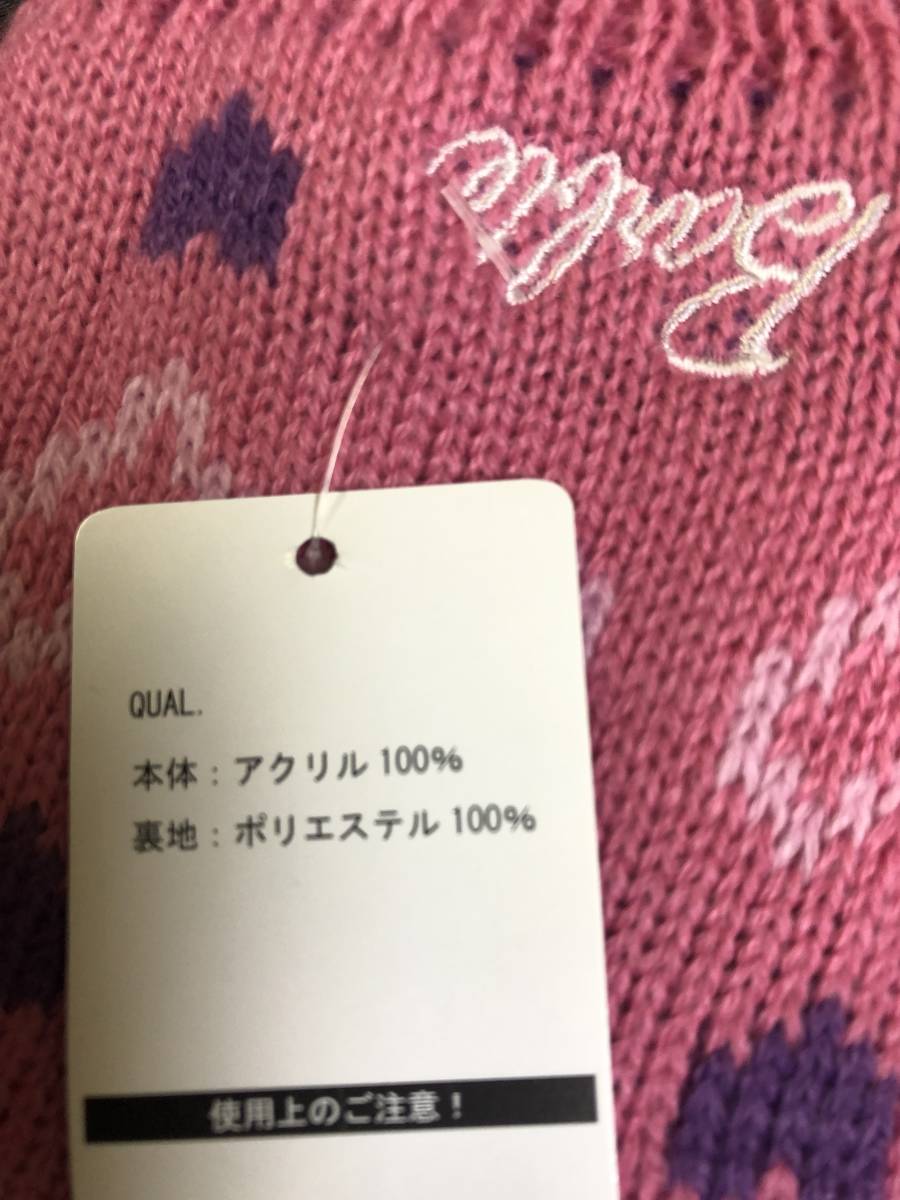 Barbie
QUAL.
本体：アクリル 100%
裏地：ポリエステル 100%
使用上のご注意！